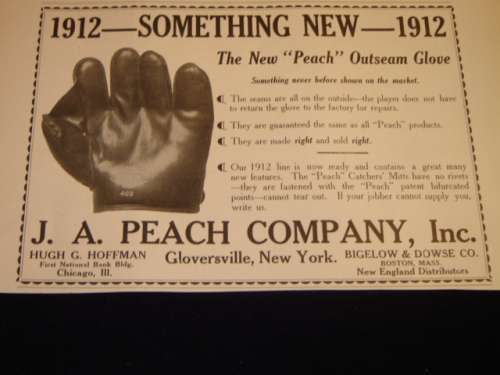 1912—SOMETHING NEW—1912
The New "Peach" Outseam Glove
Something never before shown on the market.
The seams are all on the outside—the player does not have
to return the glove to the factory for repairs.
They are guaranteed the same as all "Peach" products.
They are made right and sold right.
Our 1912 line is now ready and contains a great many
new features. The "Peach" Catchers' Mitts have no rivets
—they are fastened with the "Peach" patent bifurcated
points—cannot tear out. If your jobber cannot supply you,
write us.
403
J. A. PEACH COMPANY, Inc.
HUGH G. HOFFMAN
First National Bank Bldg.
Chicago, Ill.
Gloversville, New York.
BIGELOW & DOWSE CO.
BOSTON, MASS.
New England Distributors